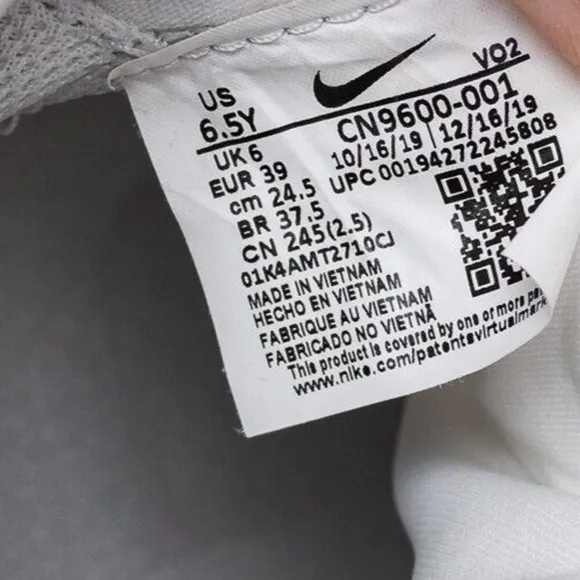 US
6.5Y
UK 6
EUR 39
cm 24.5
BR 37.5
CN 245(2.5)
01K4AMT2710CJ
MADE IN VIETNAM
HECHO EN VIETNAM
FABRIQUE AU VIETNAM
FABRICADO NO VIETNÃ
This product is covered by one or more
www.nike.com/patentsvirtualmark
VO2
CN9600-001
10/16/19 | 12/16/19
UPC 00194272245808